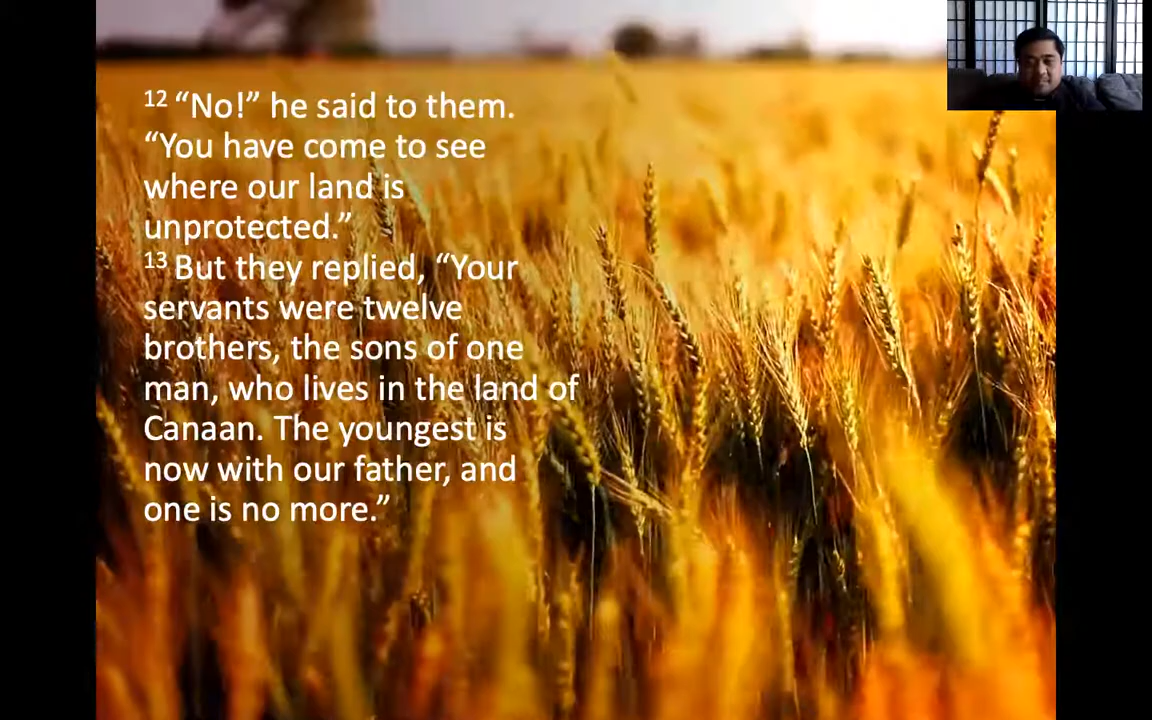 12 “No!” he said to them.
“You have come to see
where our land is
unprotected.”
13 But they replied, “Your
servants were twelve
brothers, the sons of one
man, who lives in the land of
Canaan. The youngest is
now with our father, and
one is no more.”